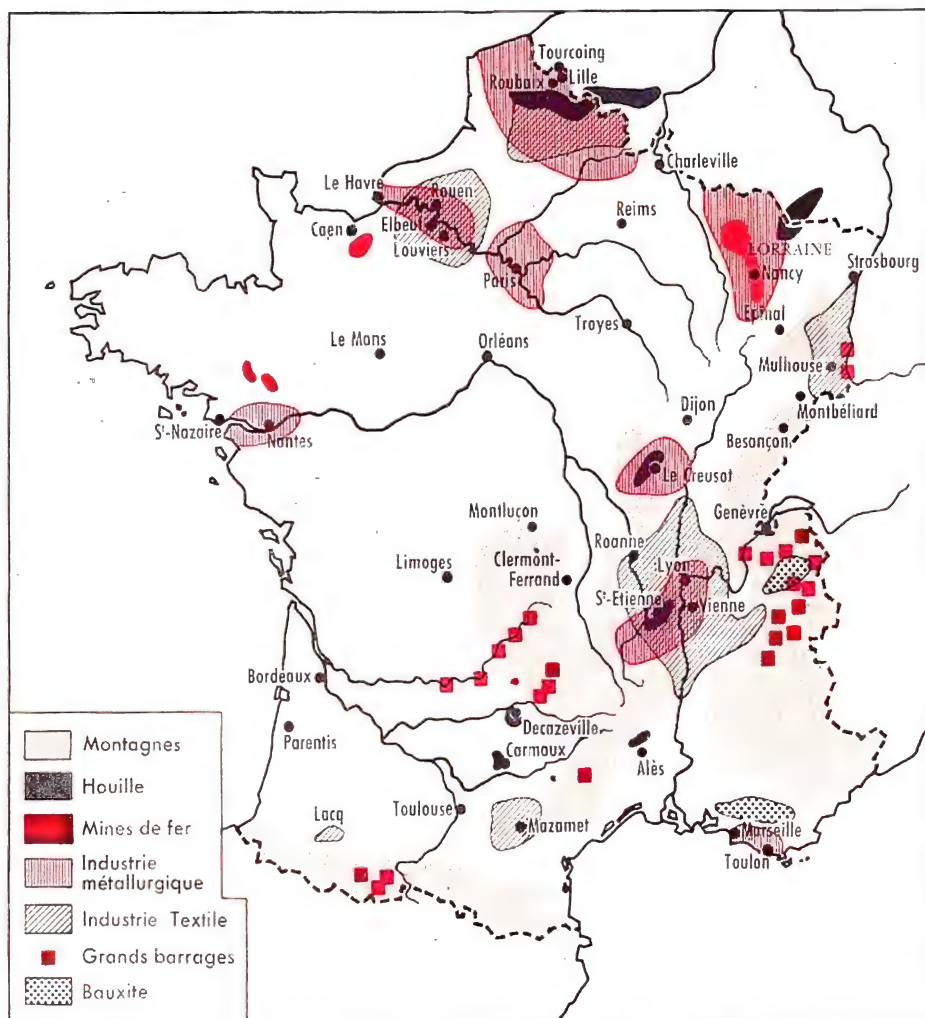 Tourcoing
Lille
Roubaix
Charleville
Le Havre
Rouen
Caen
Elbeuf
Louviers
Reims
LORRAINE
Paris
Nancy
Strasbourg
Troyes
Epinal
Le Mans
Orléans
Mulhouse
Montbéliard
St-Nazaire
Nantes
Dijon
Besançon
Le Creusot
Montluçon
Genèvre
Roanne
Limoges
Clermont-
Ferrand
Lyon
St-Etienne
Vienne
Bordeaux
Decazeville
Parentis
Carmaux
Alès
Toulouse
Lacq
Mazamet
Marseille
Toulon
Montagnes
Houille
Mines de fer
Industrie
métallurgique
Industrie Textile
Grands barrages
Bauxite